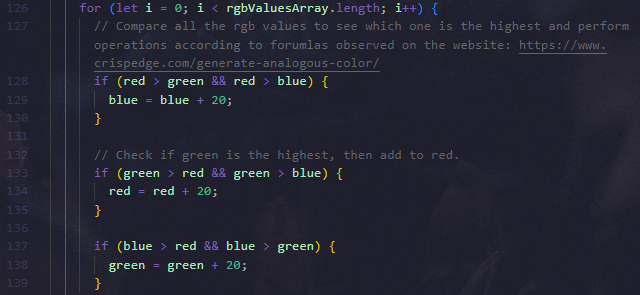 126 for (let i = 0; i < rgbValuesArray.length; i++) {
127 // Compare all the rgb values to see which one is the highest and perform
operations according to forumlas observed on the website: https://www.
crispedge.com/generate-analogous-color/
128 if (red > green && red > blue) {
129 blue = blue + 20;
130 }
131
132 // Check if green is the highest, then add to red.
133 if (green > red && green > blue) {
134 red = red + 20;
135 }
136
137 if (blue > red && blue > green) {
138 green = green + 20;
139 }